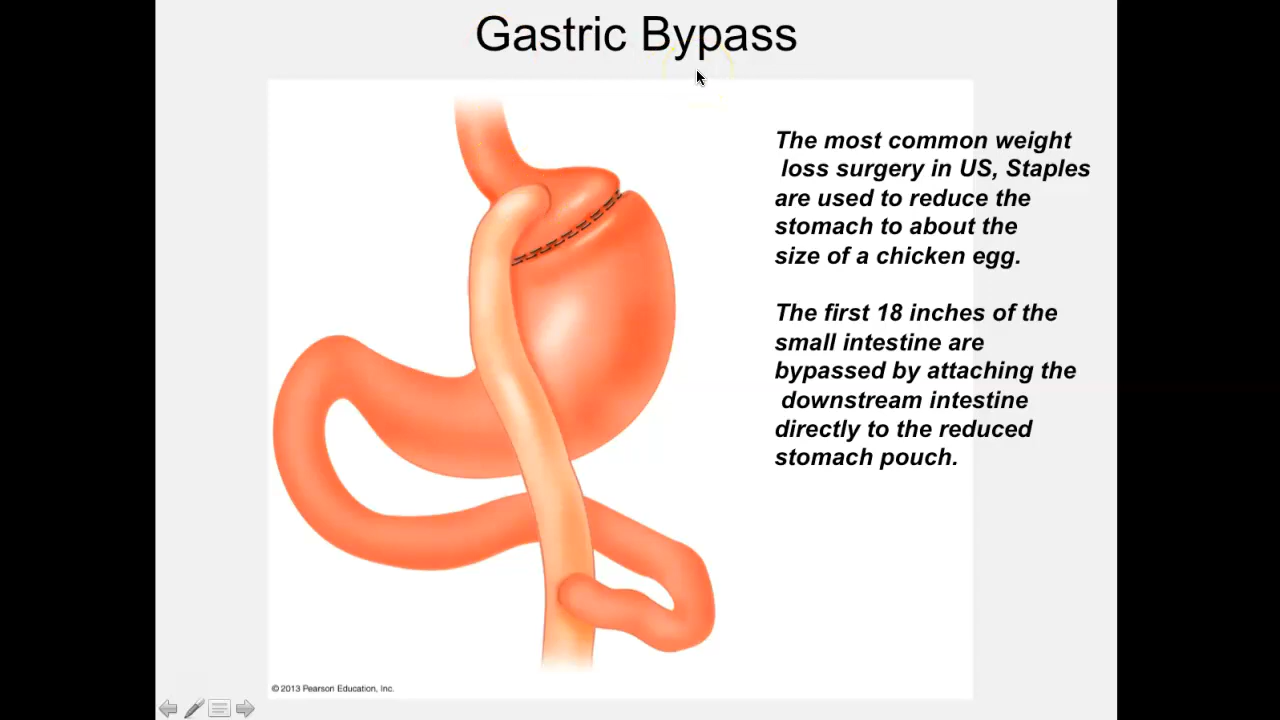 Gastric Bypass
The most common weight
loss surgery in US, Staples
are used to reduce the
stomach to about the
size of a chicken egg.
The first 18 inches of the
small intestine are
bypassed by attaching the
downstream intestine
directly to the reduced
stomach pouch.
© 2013 Pearson Education, Inc.